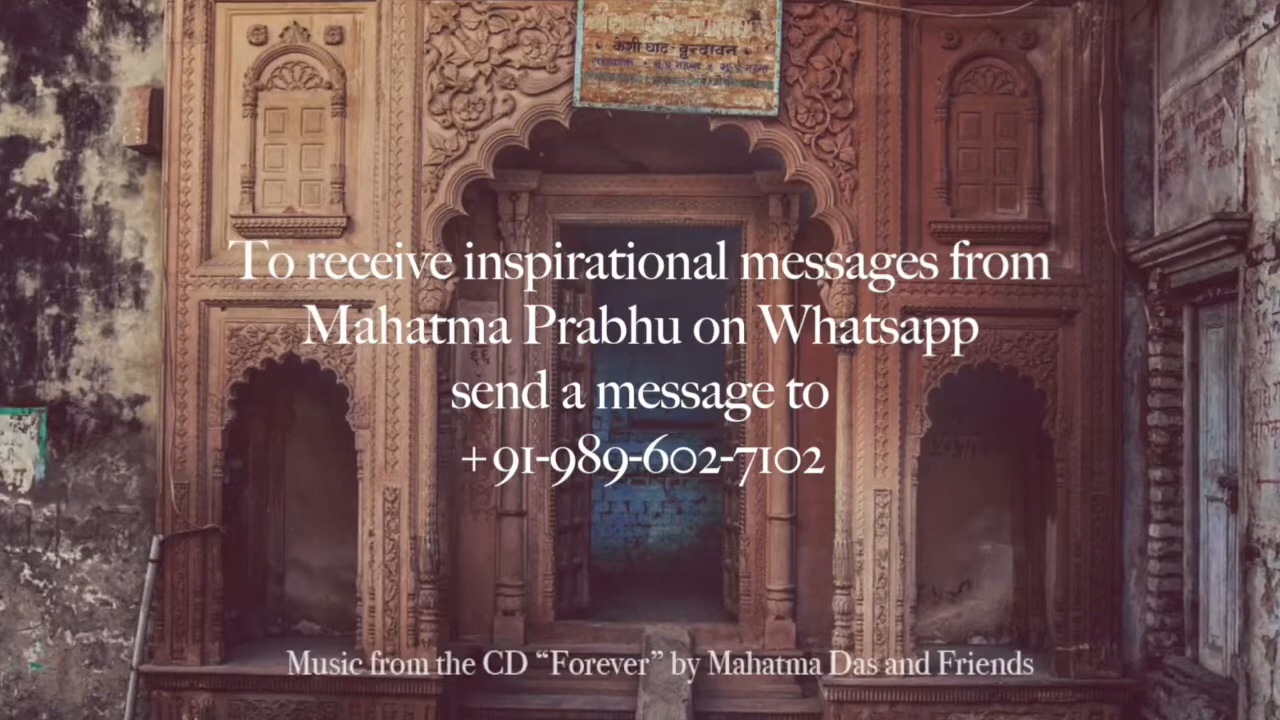 केशी घाट • वृन्दावन
To receive inspirational messages from
Mahatma Prabhu on Whatsapp
send a message to
+91-989-602-7102
Music from the CD “Forever” by Mahatma Das and Friends